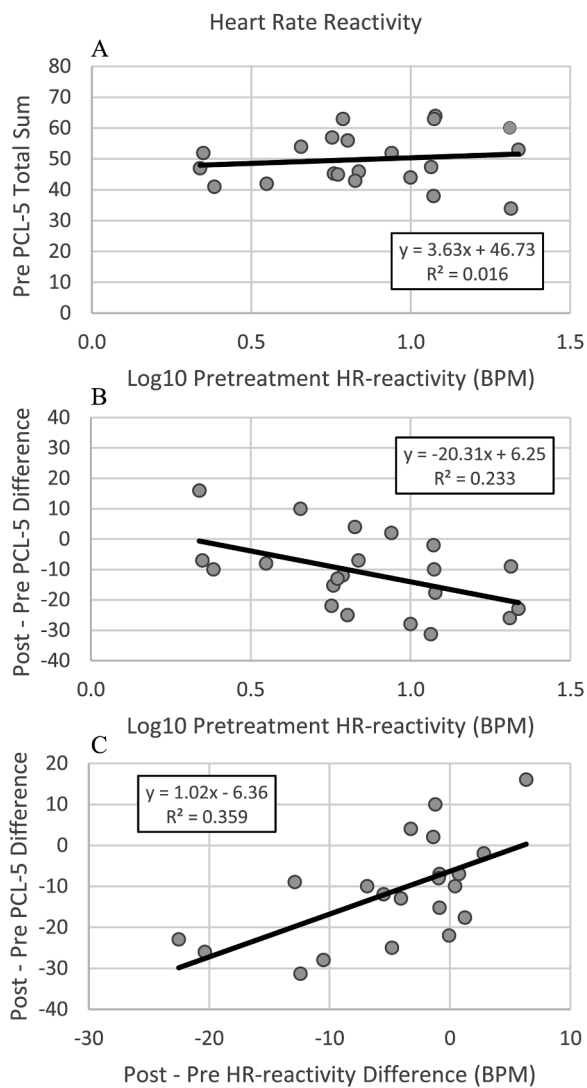 Heart Rate Reactivity
A
Pre PCL-5 Total Sum
80
70
60
50
40
30
20
10
0
y = 3.63x + 46.73
R² = 0.016
0.0 0.5 1.0 1.5
Log10 Pretreatment HR-reactivity (BPM)
B
Post - Pre PCL-5 Difference
40
30
20
10
0
-10
-20
-30
-40
y = -20.31x + 6.25
R² = 0.233
0.0 0.5 1.0 1.5
Log10 Pretreatment HR-reactivity (BPM)
C
Post - Pre PCL-5 Difference
20
10
0
-10
-20
-30
-40
y = 1.02x - 6.36
R² = 0.359
-30 -20 -10 0 10
Post - Pre HR-reactivity Difference (BPM)